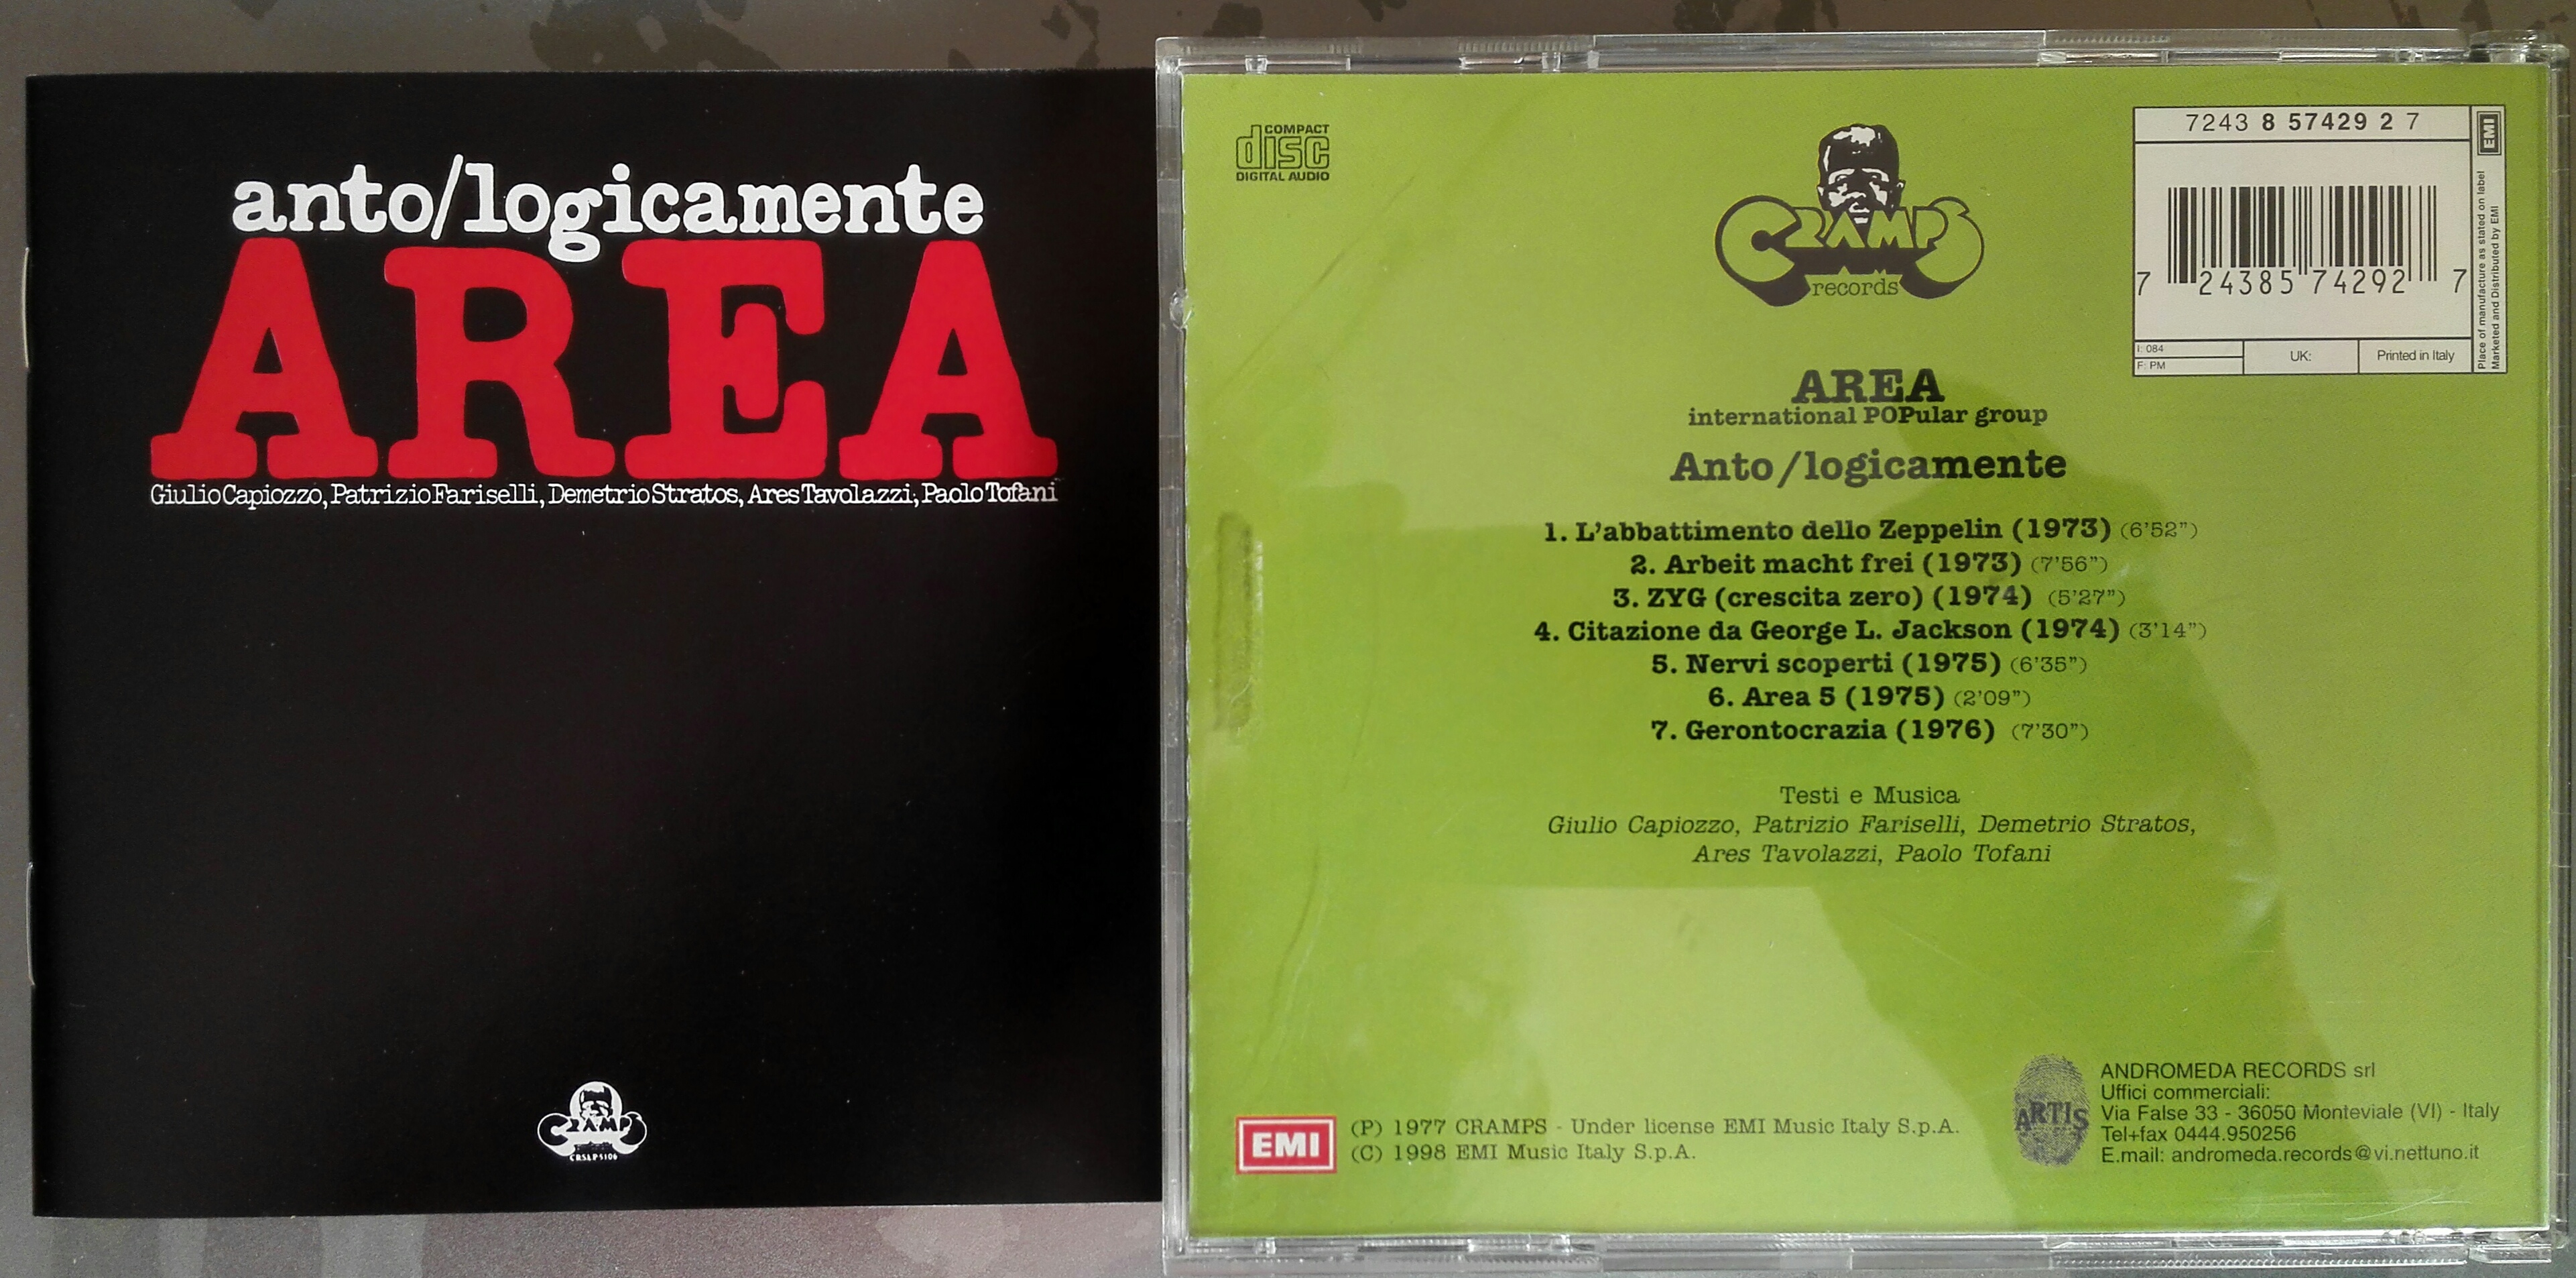 anto/logicamente
AREA
Giulio Capiozzo, Patrizio Fariselli, Demetrio Stratos, Ares Tavolazzi, Paolo Tofani
CRAMPS
CRSLP 5106
COMPACT
disc
DIGITAL AUDIO
CRAMPS
records
7243 8 57429 2 7
7 24385 74292 7
EMI
Place of manufacture as stated on label
Marketed and Distributed by EMI
I: 084
F: PM
UK:
Printed in Italy
AREA
international POPular group
Anto/logicamente
1. L'abbattimento dello Zeppelin (1973) (6'52")
2. Arbeit macht frei (1973) (7'56")
3. ZYG (crescita zero) (1974) (5'27")
4. Citazione da George L. Jackson (1974) (3'14")
5. Nervi scoperti (1975) (6'35")
6. Area 5 (1975) (2'09")
7. Gerontocrazia (1976) (7'30")
Testi e Musica
Giulio Capiozzo, Patrizio Fariselli, Demetrio Stratos,
Ares Tavolazzi, Paolo Tofani
EMI
(P) 1977 CRAMPS - Under license EMI Music Italy S.p.A.
(C) 1998 EMI Music Italy S.p.A.
ARTIS
ANDROMEDA RECORDS srl
Uffici commerciali:
Via False 33 - 36050 Monteviale (VI) - Italy
Tel+fax 0444.950256
E.mail: andromeda.records@vi.nettuno.it